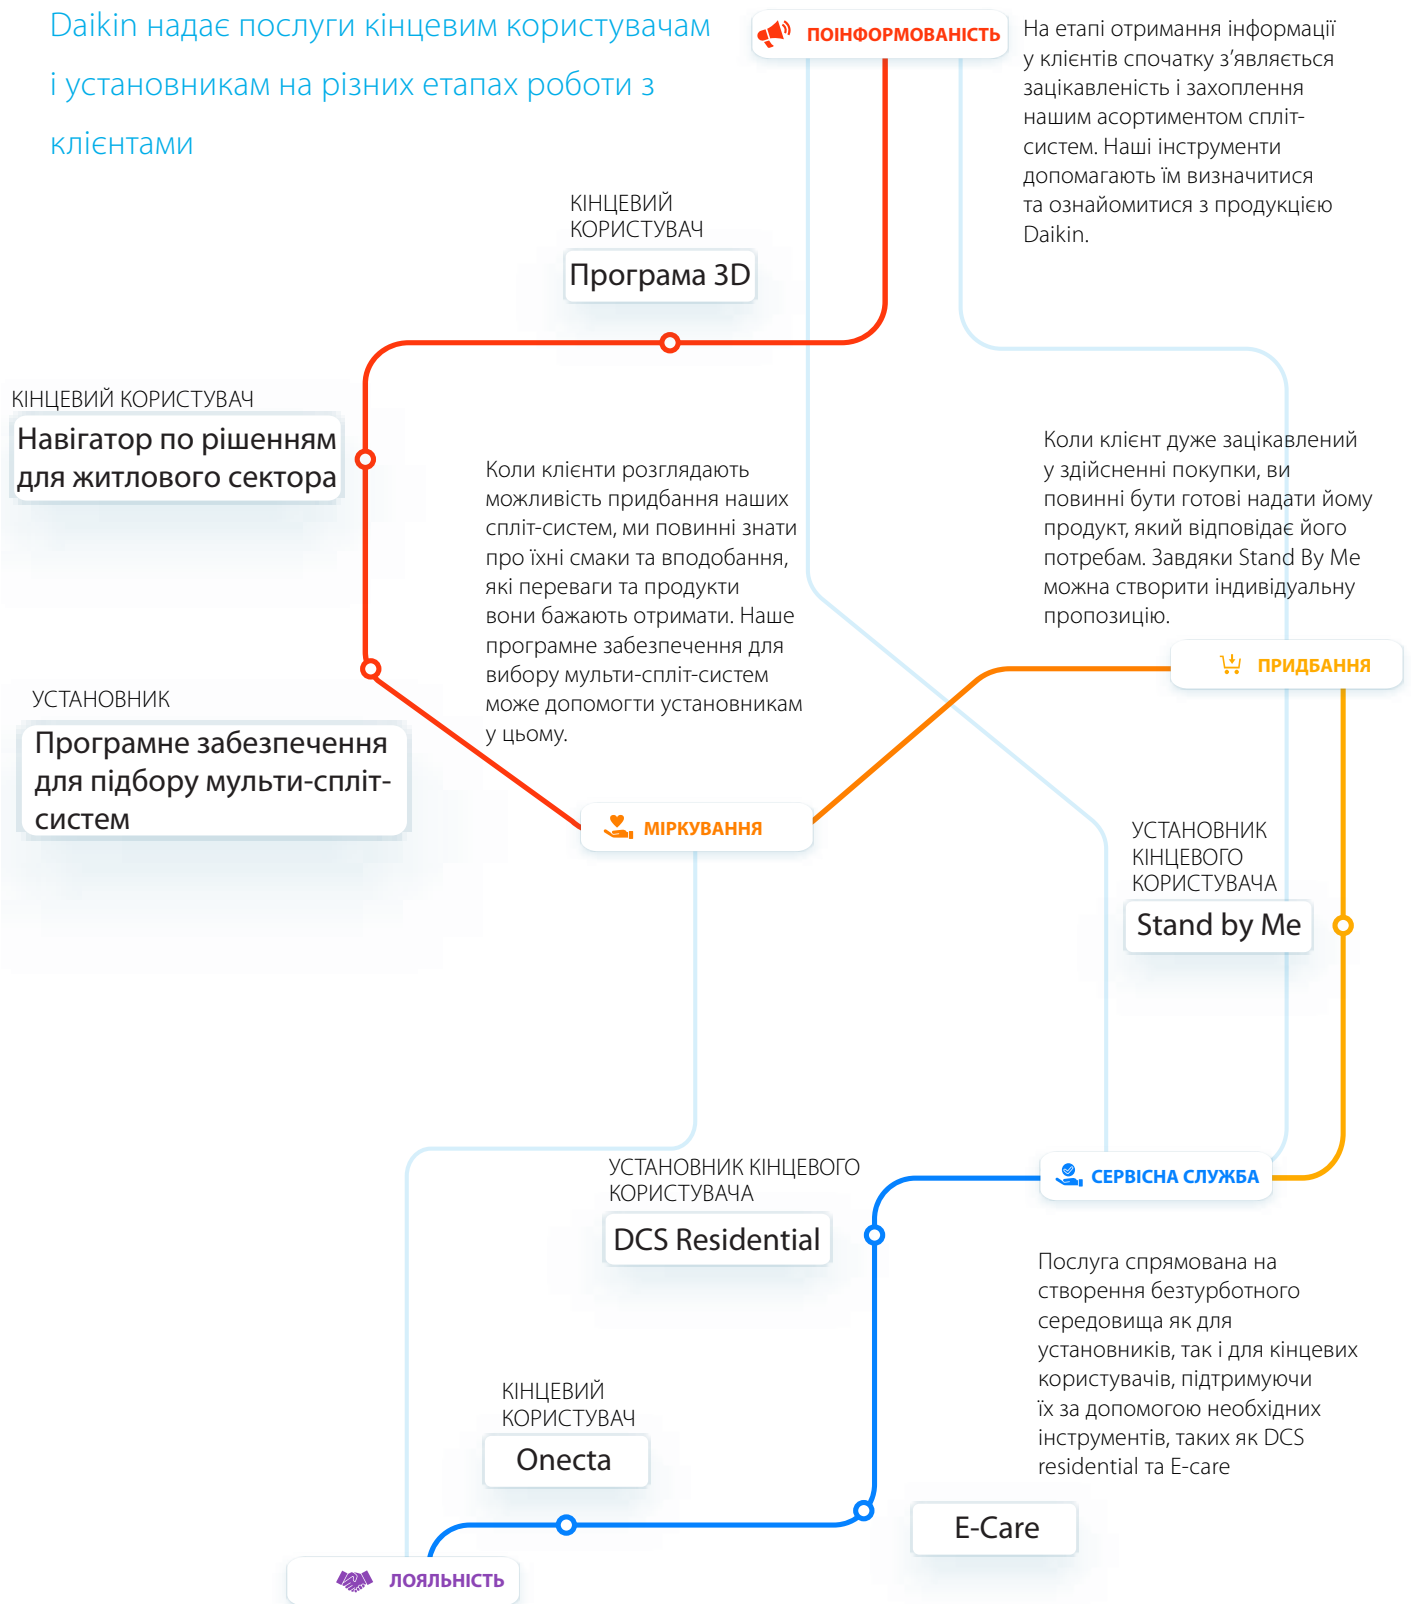 Daikin надає послуги кінцевим користувачам
і установникам на різних етапах роботи з
клієнтами
ПОІНФОРМОВАНІСТЬ
На етапі отримання інформації
у клієнтів спочатку з’являється
зацікавленість і захоплення
нашим асортиментом спліт-
систем. Наші інструменти
допомагають їм визначитися
та ознайомитися з продукцією
Daikin.
КІНЦЕВИЙ
КОРИСТУВАЧ
Програма 3D
КІНЦЕВИЙ КОРИСТУВАЧ
Навігатор по рішенням
для житлового сектора
Коли клієнти розглядають
можливість придбання наших
спліт-систем, ми повинні знати
про їхні смаки та вподобання,
які переваги та продукти
вони бажають отримати. Наше
програмне забезпечення для
вибору мульти-спліт-систем
може допомогти установникам
у цьому.
Коли клієнт дуже зацікавлений
у здійсненні покупки, ви
повинні бути готові надати йому
продукт, який відповідає його
потребам. Завдяки Stand By Me
можна створити індивідуальну
пропозицію.
ПРИДБАННЯ
УСТАНОВНИК
Програмне забезпечення
для підбору мульти-спліт-
систем
МІРКУВАННЯ
УСТАНОВНИК
КІНЦЕВОГО
КОРИСТУВАЧА
Stand by Me
УСТАНОВНИК КІНЦЕВОГО
КОРИСТУВАЧА
DCS Residential
СЕРВІСНА СЛУЖБА
Послуга спрямована на
створення безтурботного
середовища як для
установників, так і для кінцевих
користувачів, підтримуючи
їх за допомогою необхідних
інструментів, таких як DCS
residential та E-care
КІНЦЕВИЙ
КОРИСТУВАЧ
Onecta
E-Care
ЛОЯЛЬНІСТЬ